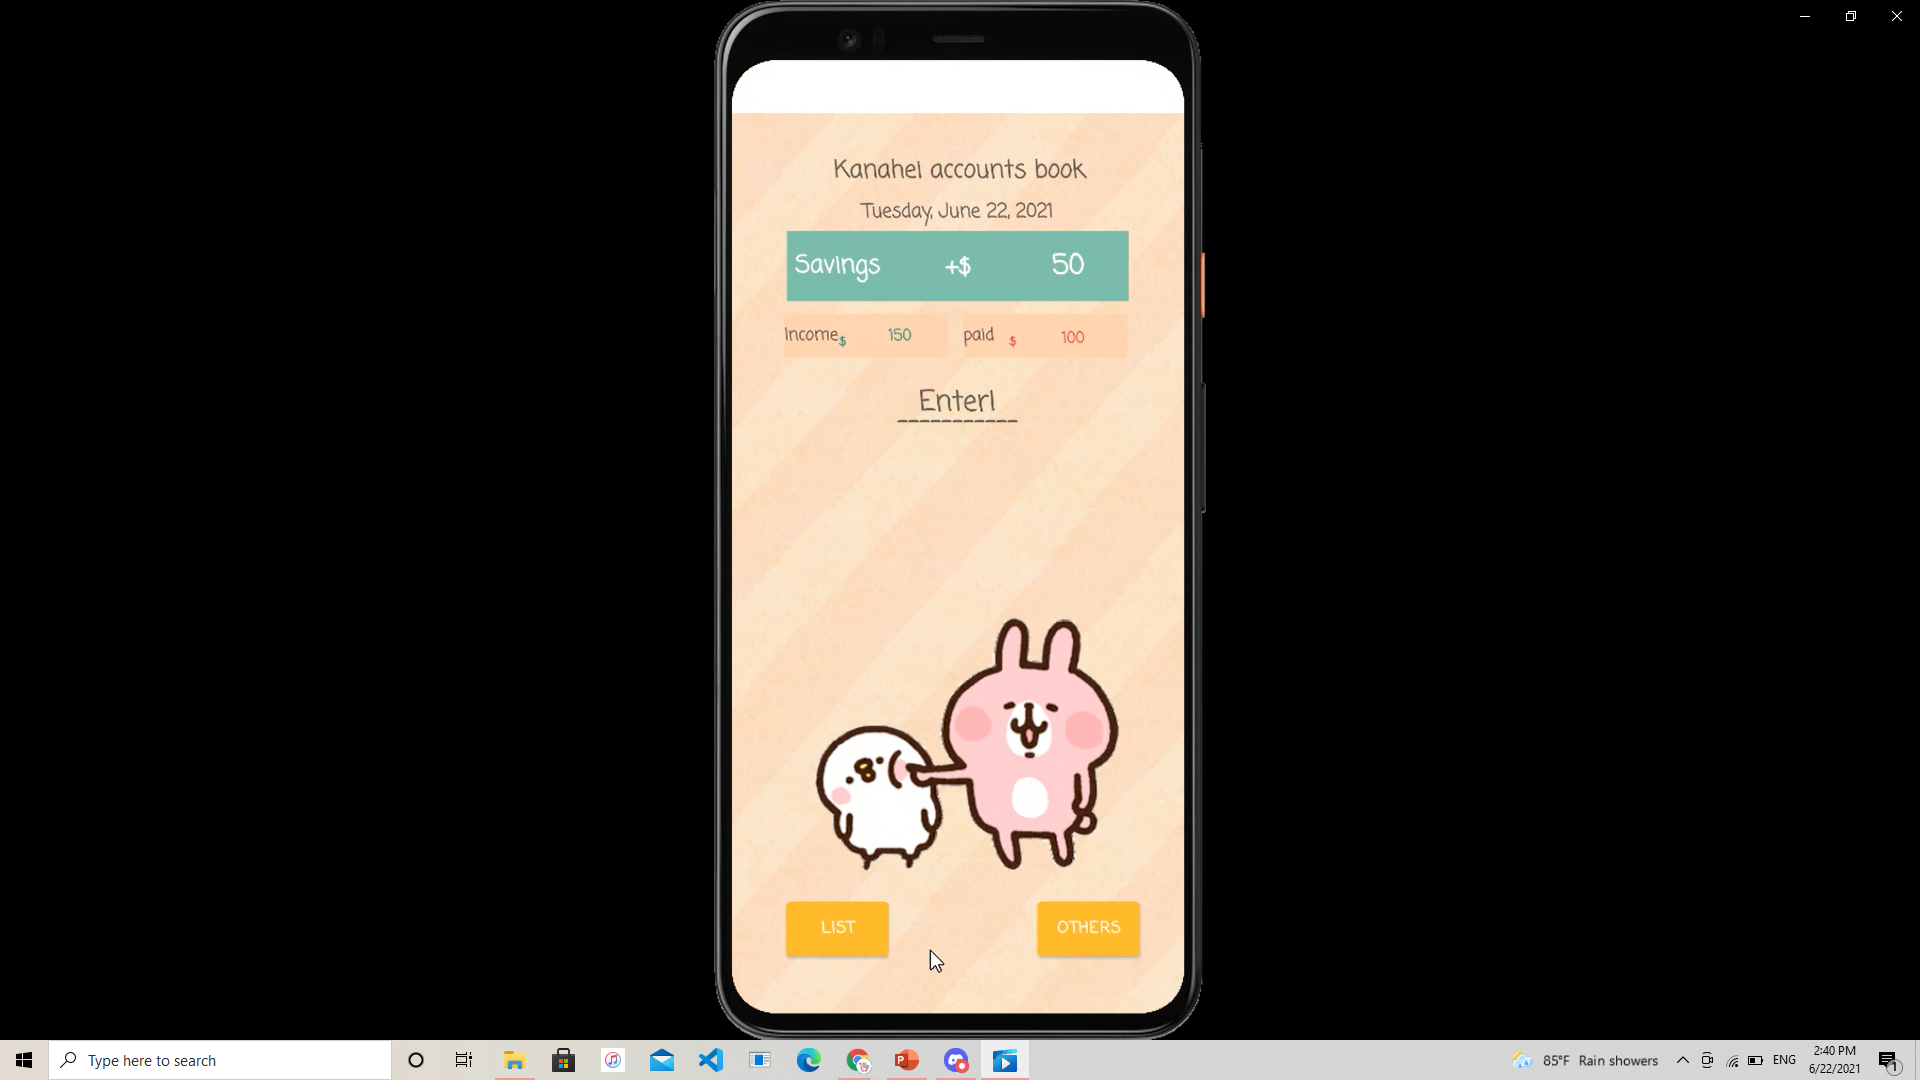 Kanahei accounts book
Tuesday, June 22, 2021
Savings +$ 50
Income $ 150 paid $ 100
Enter!
LIST OTHERS
Type here to search
85°F Rain showers ENG 2:40 PM
6/22/2021
1